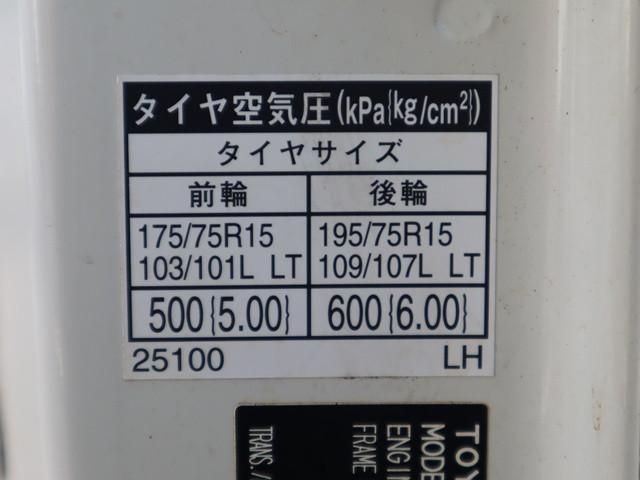 タイヤ空気圧(kPa{kg/cm²})
タイヤサイズ
前輪 後輪
175/75R15 195/75R15
103/101L LT 109/107L LT
500{5.00} 600{6.00}
25100 LH
TOY
MODE
ENGI
FRAME
TRANS./